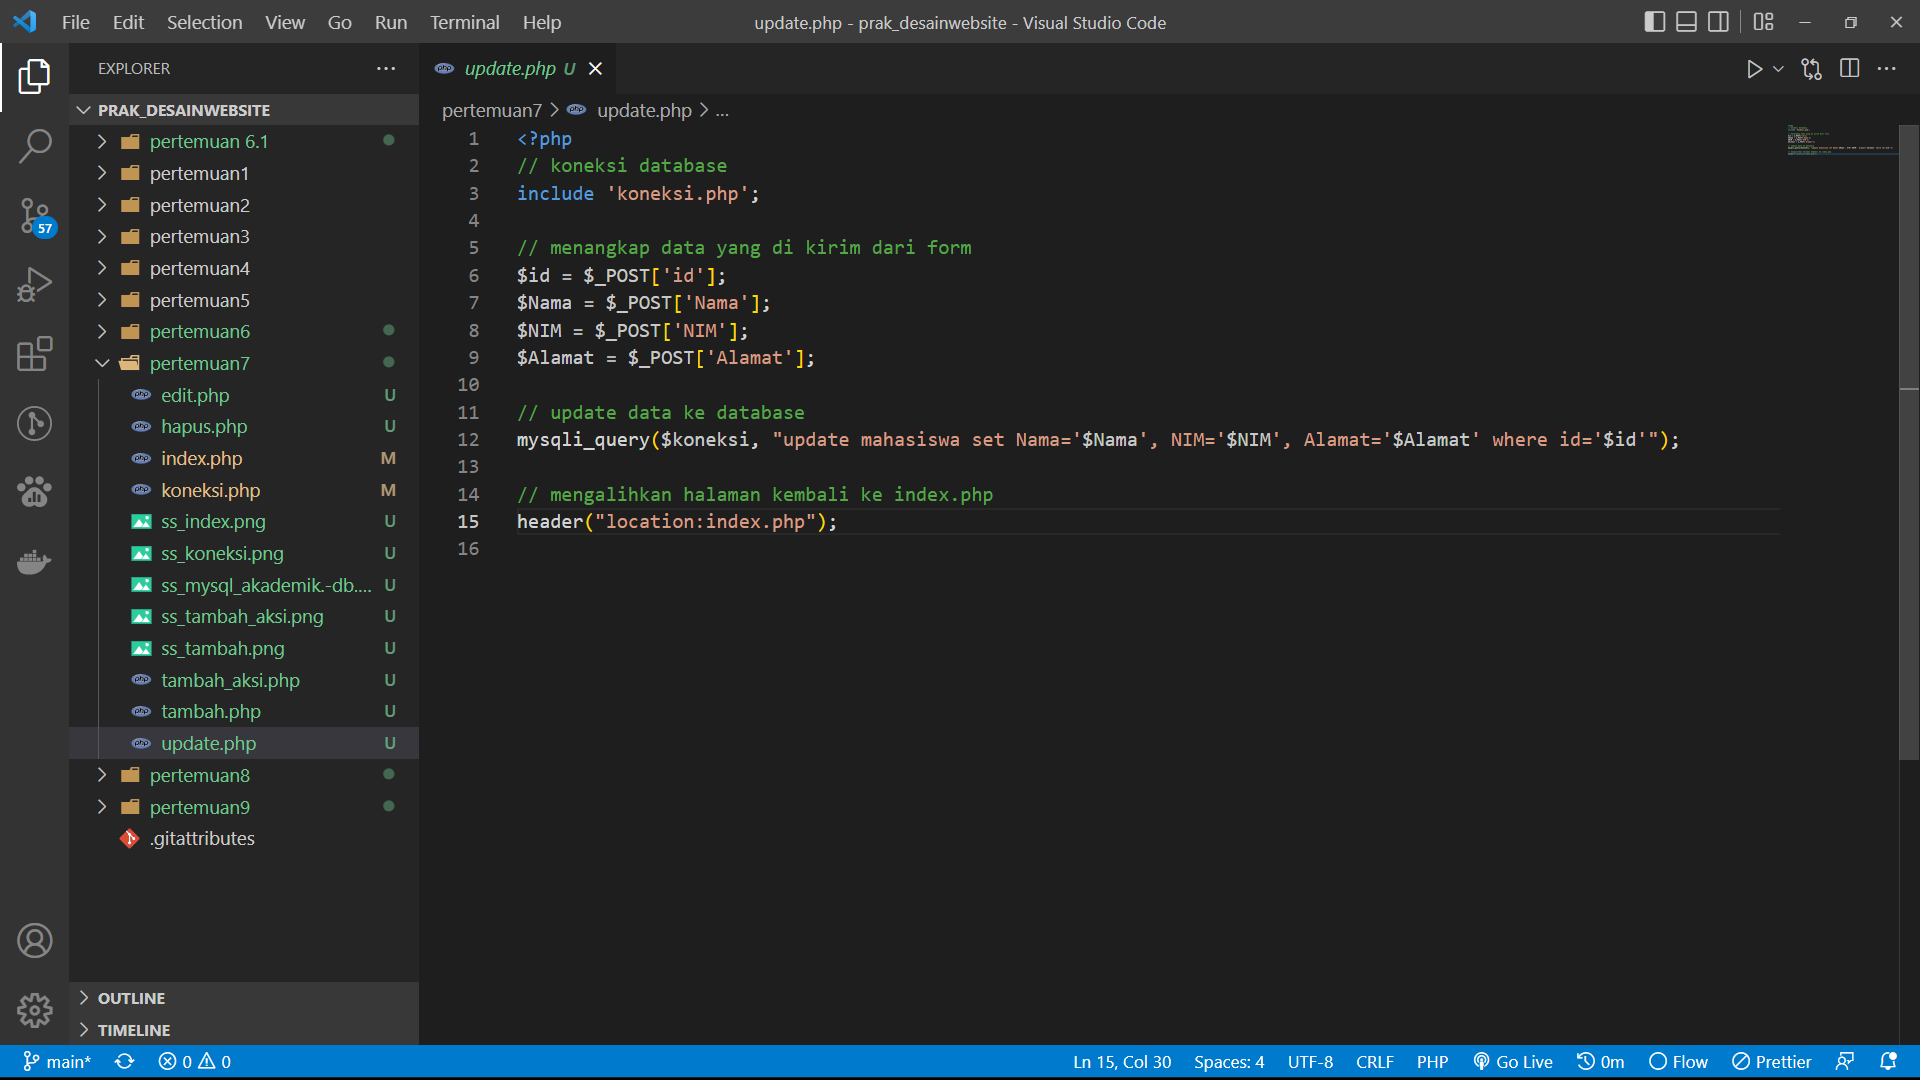 File Edit Selection View Go Run Terminal Help
update.php - prak_desainwebsite - Visual Studio Code
EXPLORER
PRAK_DESAINWEBSITE
pertemuan 6.1
pertemuan1
pertemuan2
pertemuan3
pertemuan4
pertemuan5
pertemuan6
pertemuan7
edit.php U
hapus.php U
index.php M
koneksi.php M
ss_index.png U
ss_koneksi.png U
ss_mysql_akademik.-db.... U
ss_tambah_aksi.png U
ss_tambah.png U
tambah_aksi.php U
tambah.php U
update.php U
pertemuan8
pertemuan9
.gitattributes
OUTLINE
TIMELINE
57
update.php U
pertemuan7 > update.php > ...
1 <?php
2 // koneksi database
3 include 'koneksi.php';
4
5 // menangkap data yang di kirim dari form
6 $id = $_POST['id'];
7 $Nama = $_POST['Nama'];
8 $NIM = $_POST['NIM'];
9 $Alamat = $_POST['Alamat'];
10
11 // update data ke database
12 mysqli_query($koneksi, "update mahasiswa set Nama='$Nama', NIM='$NIM', Alamat='$Alamat' where id='$id'");
13
14 // mengalihkan halaman kembali ke index.php
15 header("location:index.php");
16
main* 0 0
Ln 15, Col 30 Spaces: 4 UTF-8 CRLF PHP Go Live 0m Flow Prettier